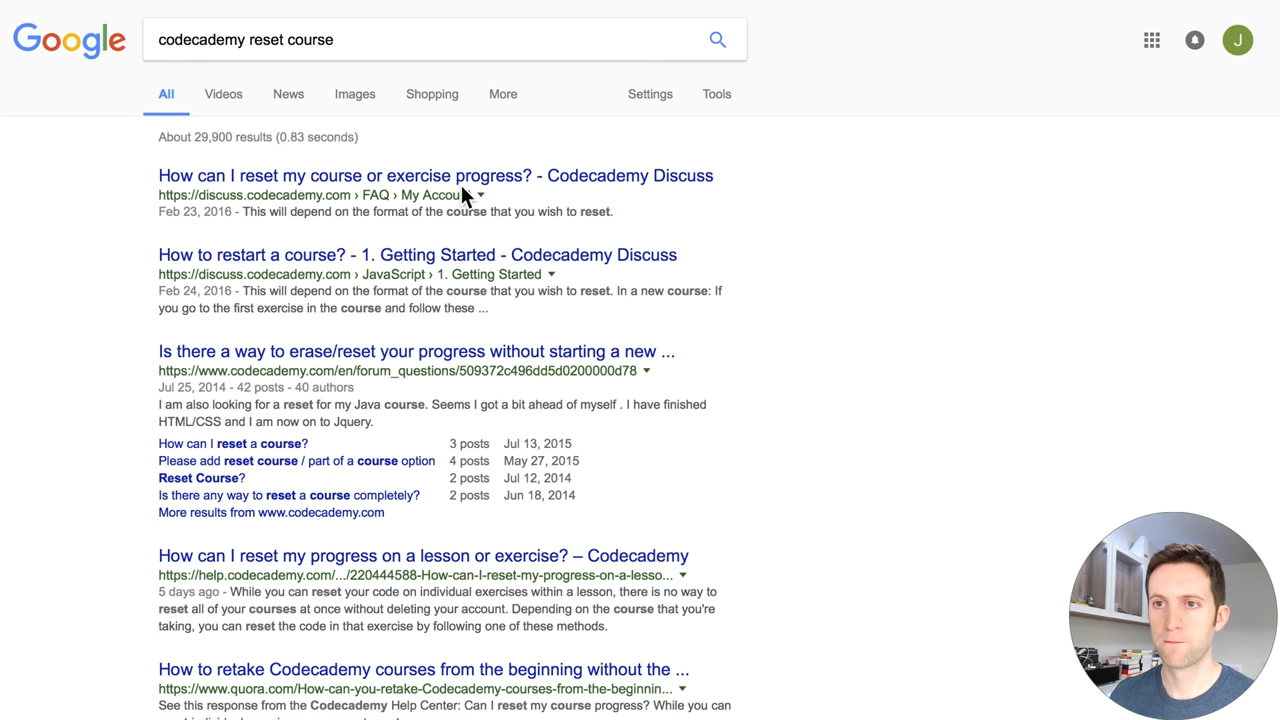 Google
codecademy reset course
J
All Videos News Images Shopping More Settings Tools
About 29,900 results (0.83 seconds)
How can I reset my course or exercise progress? - Codecademy Discuss
https://discuss.codecademy.com › FAQ › My
Feb 23, 2016 - This will depend on the format of the course that you wish to reset.
How to restart a course? - 1. Getting Started - Codecademy Discuss
https://discuss.codecademy.com › JavaScript › 1. Getting Started
Feb 24, 2016 - This will depend on the format of the course that you wish to reset. In a new course: If
you go to the first exercise in the course and follow these ...
Is there a way to erase/reset your progress without starting a new ...
https://www.codecademy.com/en/forum_questions/509372c496dd5d0200000d78
Jul 25, 2014 - 42 posts - 40 authors
I am also looking for a reset for my Java course. Seems I got a bit ahead of myself . I have finished
HTML/CSS and I am now on to Jquery.
How can I reset a course? 3 posts Jul 13, 2015
Please add reset course / part of a course option 4 posts May 27, 2015
Reset Course? 2 posts Jul 12, 2014
Is there any way to reset a course completely? 2 posts Jun 18, 2014
More results from www.codecademy.com
How can I reset my progress on a lesson or exercise? – Codecademy
https://help.codecademy.com/.../220444588-How-can-I-reset-my-progress-on-a-lesso...
5 days ago - While you can reset your code on individual exercises within a lesson, there is no way to
reset all of your courses at once without deleting your account. Depending on the course that you're
taking, you can reset the code in that exercise by following one of these methods.
How to retake Codecademy courses from the beginning without the ...
https://www.quora.com/How-can-you-retake-Codecademy-courses-from-the-beginnin...
See this response from the Codecademy Help Center: Can I reset my course progress? While you can